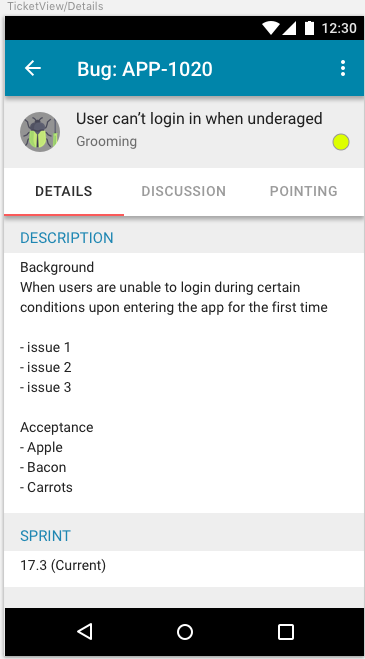 TicketView/Details
12:30
Bug: APP-1020
User can’t login in when underaged
Grooming
DETAILS DISCUSSION POINTING
DESCRIPTION
Background
When users are unable to login during certain
conditions upon entering the app for the first time
- issue 1
- issue 2
- issue 3
Acceptance
- Apple
- Bacon
- Carrots
SPRINT
17.3 (Current)